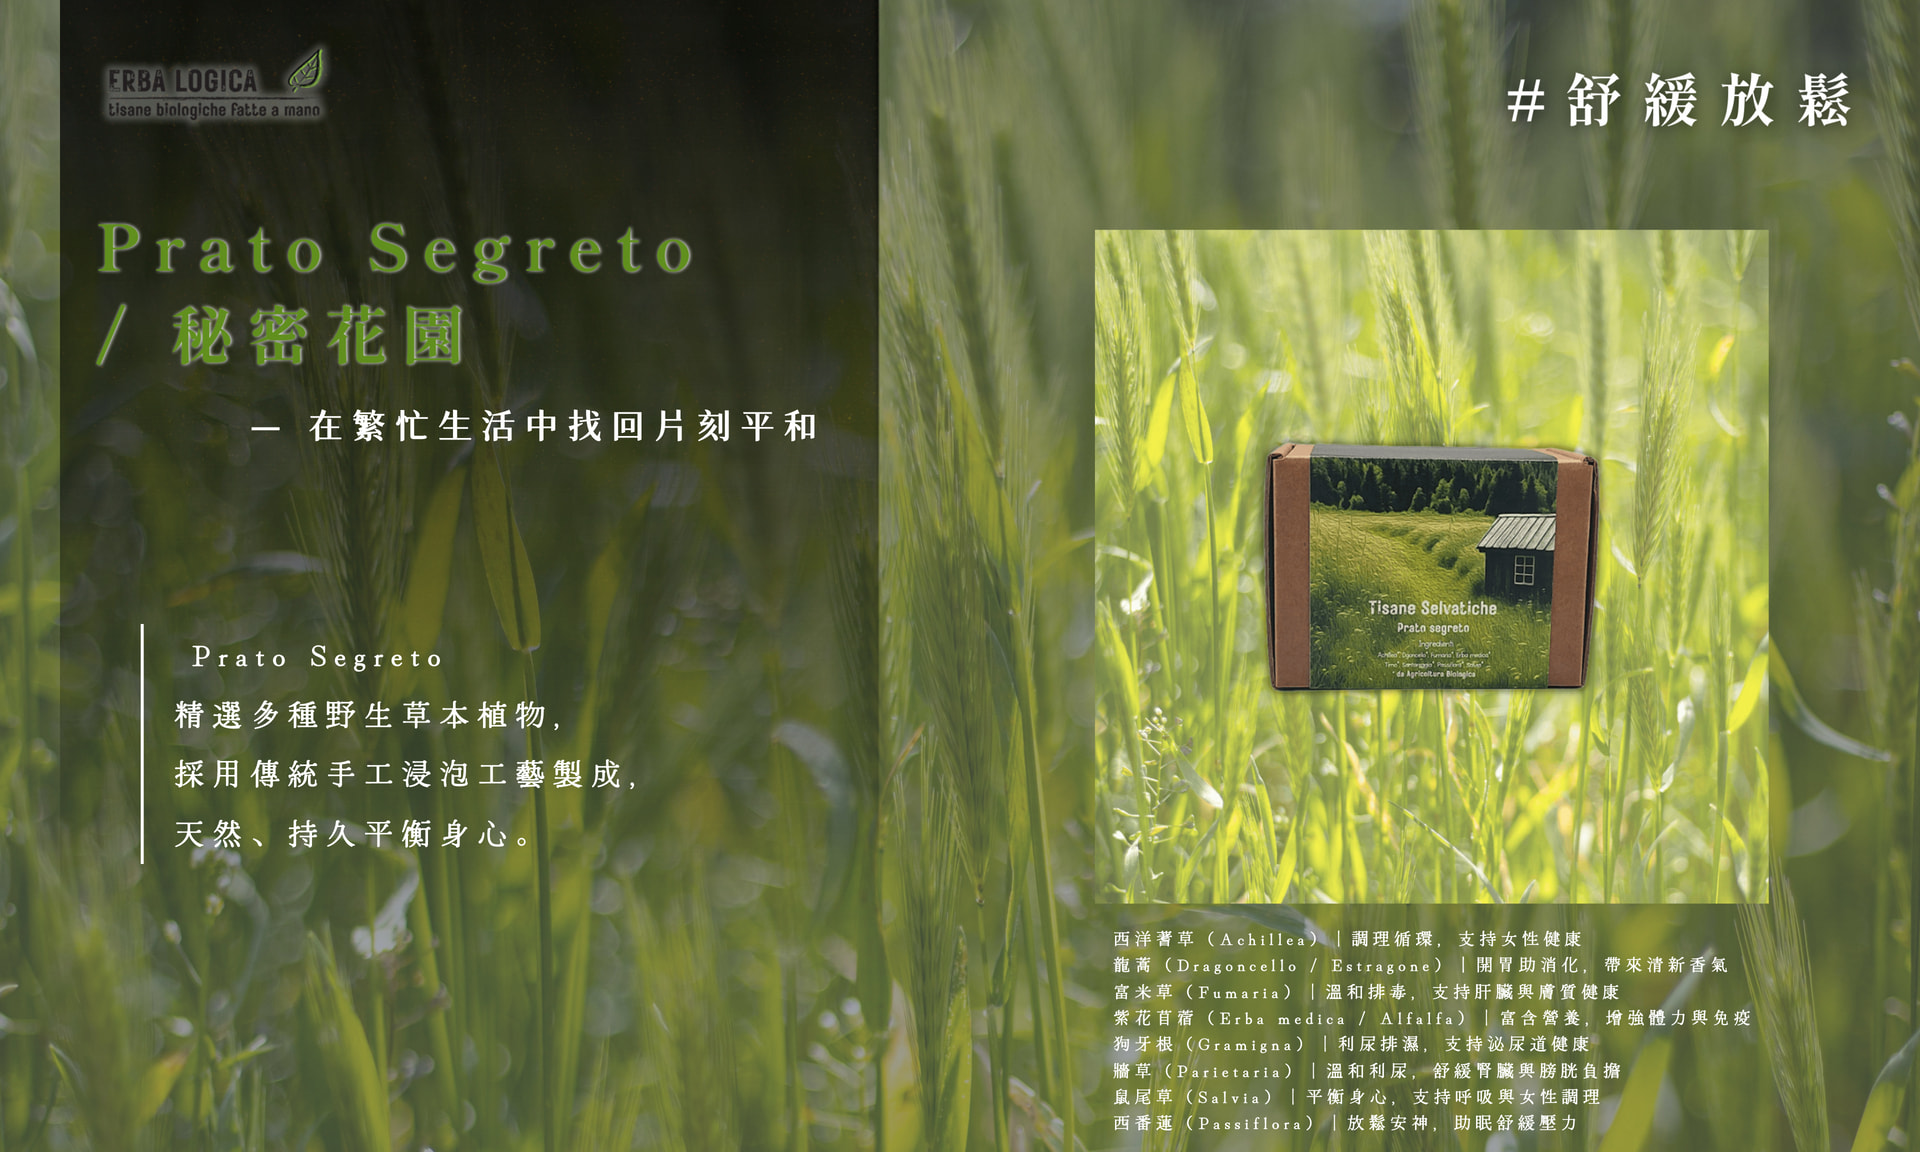 ERBA LOGICA
tisane biologiche fatte a mano
#舒緩放鬆
Prato Segreto
/ 秘密花園
— 在繁忙生活中找回片刻平和
Prato Segreto
精選多種野生草本植物,
採用傳統手工浸泡工藝製成,
天然、持久平衡身心。
Tisane Selvatiche
Prato segreto
Ingredienti
da Agricoltura Biologica
西洋蓍草（Achillea）｜調理循環, 支持女性健康
龍蒿（Dragoncello / Estragone）｜開胃助消化, 帶來清新香氣
富米草（Fumaria）｜溫和排毒, 支持肝臟與膚質健康
紫花苜蓿（Erba medica / Alfalfa）｜富含營養, 增強體力與免疫
狗牙根（Gramigna）｜利尿排濕, 支持泌尿道健康
牆草（Parietaria）｜溫和利尿, 舒緩腎臟與膀胱負擔
鼠尾草（Salvia）｜平衡身心, 支持呼吸與女性調理
西番蓮（Passiflora）｜放鬆安神, 助眠舒緩壓力